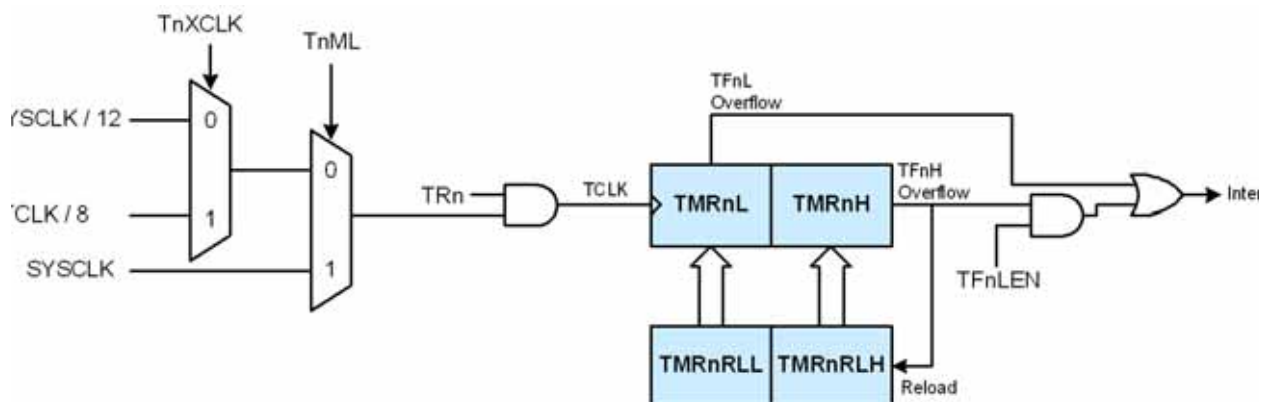 TnXCLK
TnML
YSCLK / 12
0
TCLK / 8
1
SYSCLK
0
1
TRn
TCLK
TFnL
Overflow
TMRnL
TMRnH
TFnH
Overflow
TFnLEN
Inter
TMRnRLL
TMRnRLH
Reload